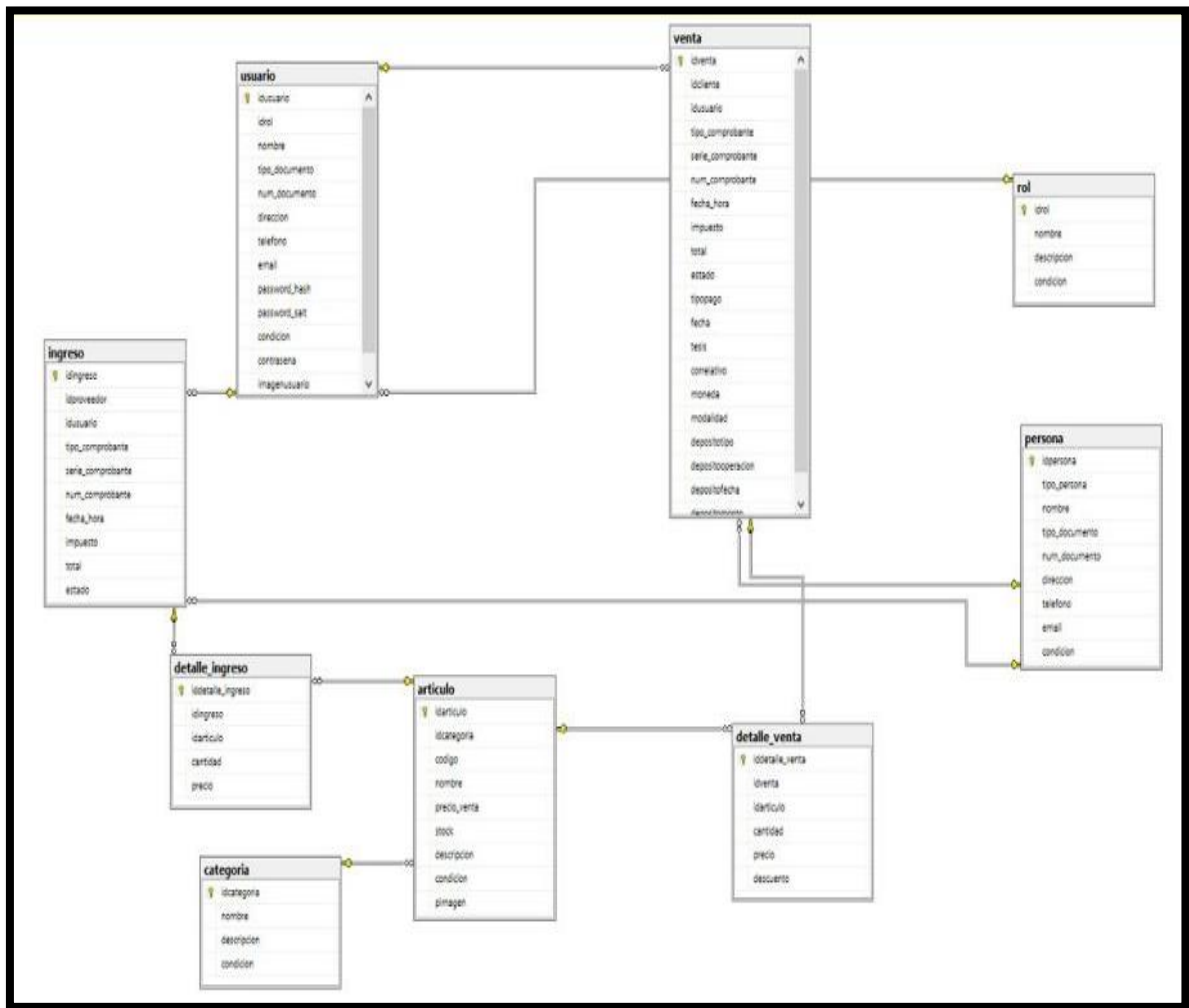 usuario
idusuario
idrol
nombre
tipo_documento
num_documento
direccion
telefono
email
password_hash
password_salt
condicion
contrasena
imagenusuario
venta
idventa
idcliente
idusuario
tipo_comprobante
serie_comprobante
num_comprobante
fecha_hora
impuesto
total
estado
tipopago
fecha
tesis
correlativo
moneda
modalidad
depositotipo
depositooperacion
depositofecha
depositomonto
rol
idrol
nombre
descripcion
condicion
ingreso
idingreso
idproveedor
idusuario
tipo_comprobante
serie_comprobante
num_comprobante
fecha_hora
impuesto
total
estado
persona
idpersona
tipo_persona
nombre
tipo_documento
num_documento
direccion
telefono
email
condicion
detalle_ingreso
iddetalle_ingreso
idingreso
idarticulo
cantidad
precio
articulo
idarticulo
idcategoria
codigo
nombre
precio_venta
stock
descripcion
condicion
pimagen
detalle_venta
iddetalle_venta
idventa
idarticulo
cantidad
precio
descuento
categoria
idcategoria
nombre
descripcion
condicion